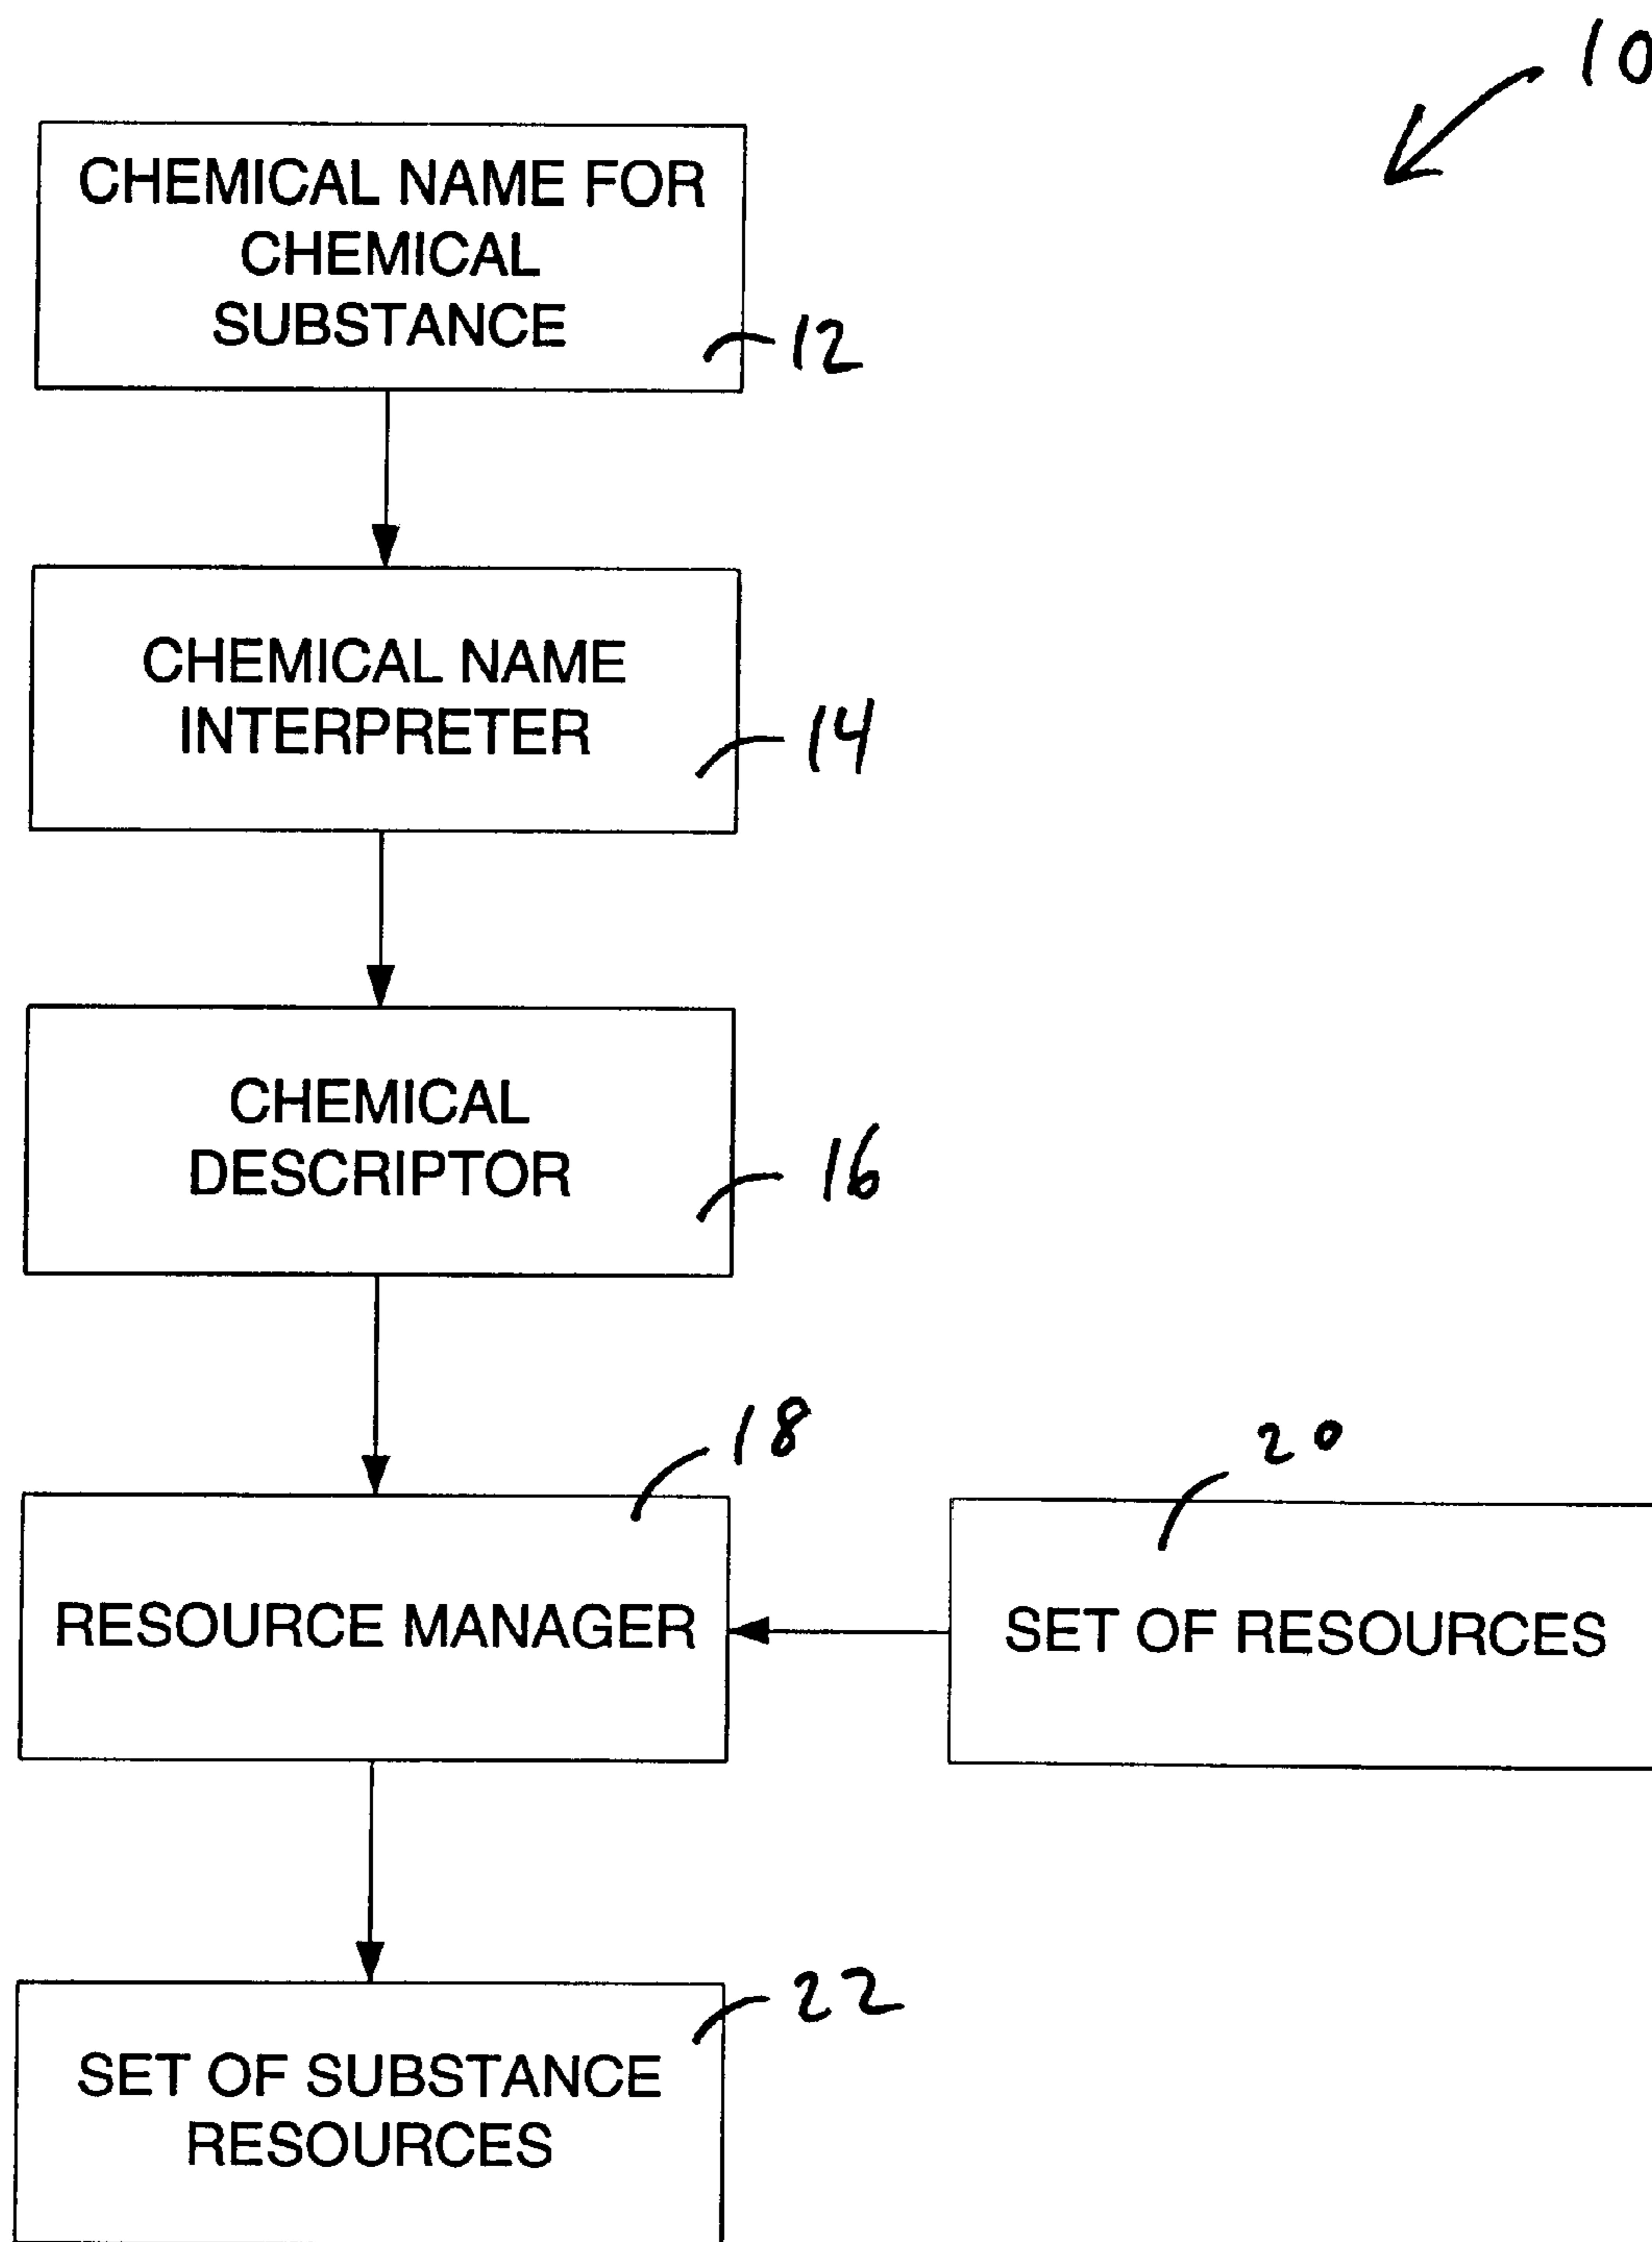 10
CHEMICAL NAME FOR
CHEMICAL
SUBSTANCE
12
CHEMICAL NAME
INTERPRETER
14
CHEMICAL
DESCRIPTOR
16
18
20
RESOURCE MANAGER
SET OF RESOURCES
22
SET OF SUBSTANCE
RESOURCES